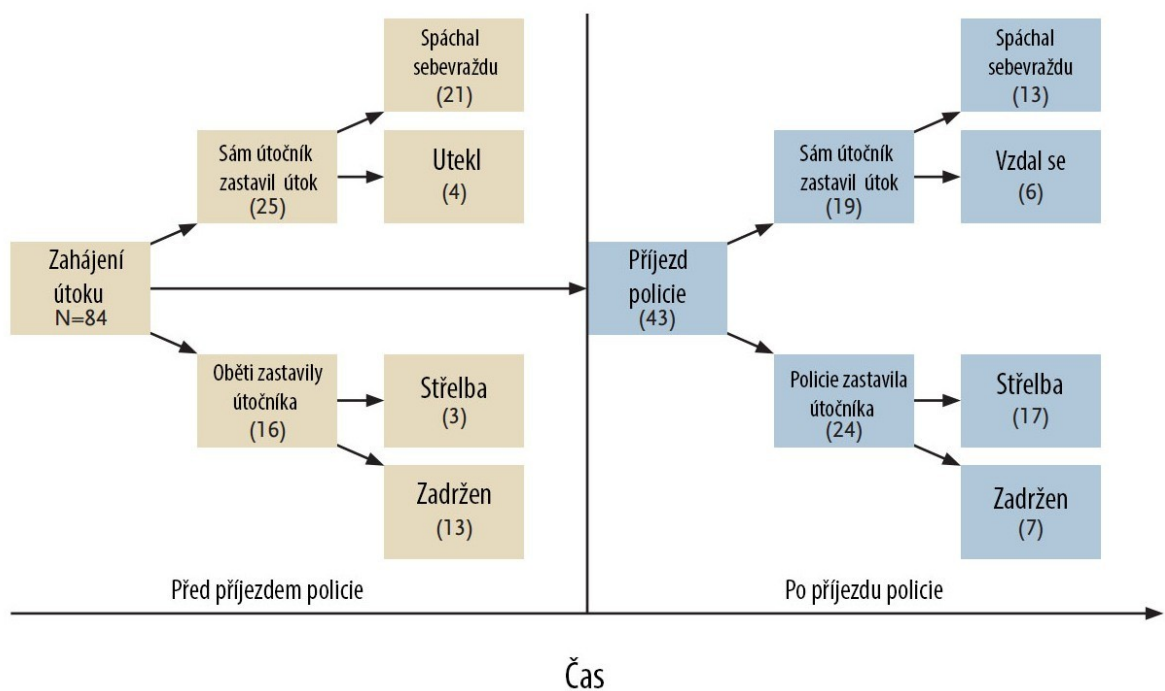 Spáchal
sebevraždu
(21)
Sám útočník
zastavil útok
(25)
Utekl
(4)
Zahájení
útoku
N=84
Oběti zastavily
útočníka
(16)
Střelba
(3)
Zadržen
(13)
Před příjezdem policie
Spáchal
sebevraždu
(13)
Sám útočník
zastavil útok
(19)
Vzdal se
(6)
Příjezd
policie
(43)
Policie zastavila
útočníka
(24)
Střelba
(17)
Zadržen
(7)
Po příjezdu policie
Čas